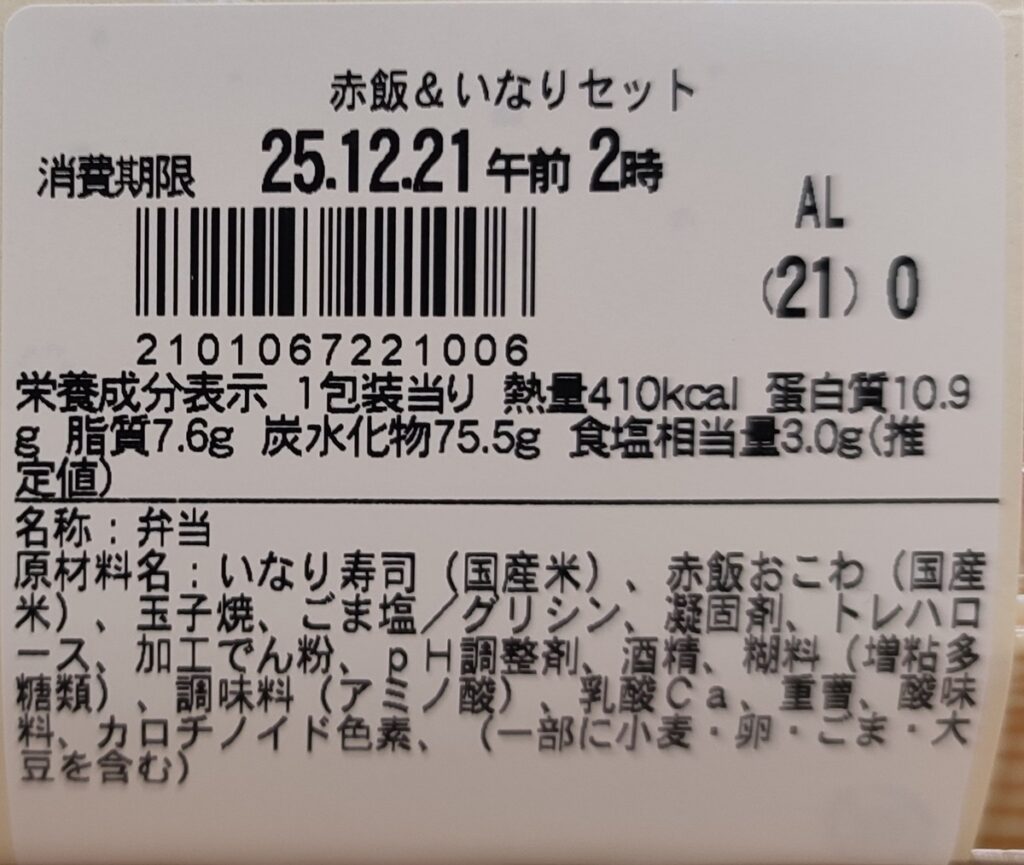 赤飯&いなりセット
消費期限 25.12.21 午前 2時
AL
(21) 0
2101067221006
栄養成分表示 1包装当り 熱量410kcal 蛋白質10.9
g 脂質7.6g 炭水化物75.5g 食塩相当量3.0g(推
定値)
名称：弁当
原材料名：いなり寿司（国産米）、赤飯おこわ（国産
米）、玉子焼、ごま塩／グリシン、凝固剤、トレハロ
ース、加工でん粉、ｐＨ調整剤、酒精、糊料（増粘多
糖類）、調味料（アミノ酸）、乳酸Ｃａ、重曹、酸味
料、カロチノイド色素、（一部に小麦・卵・ごま・大
豆を含む）